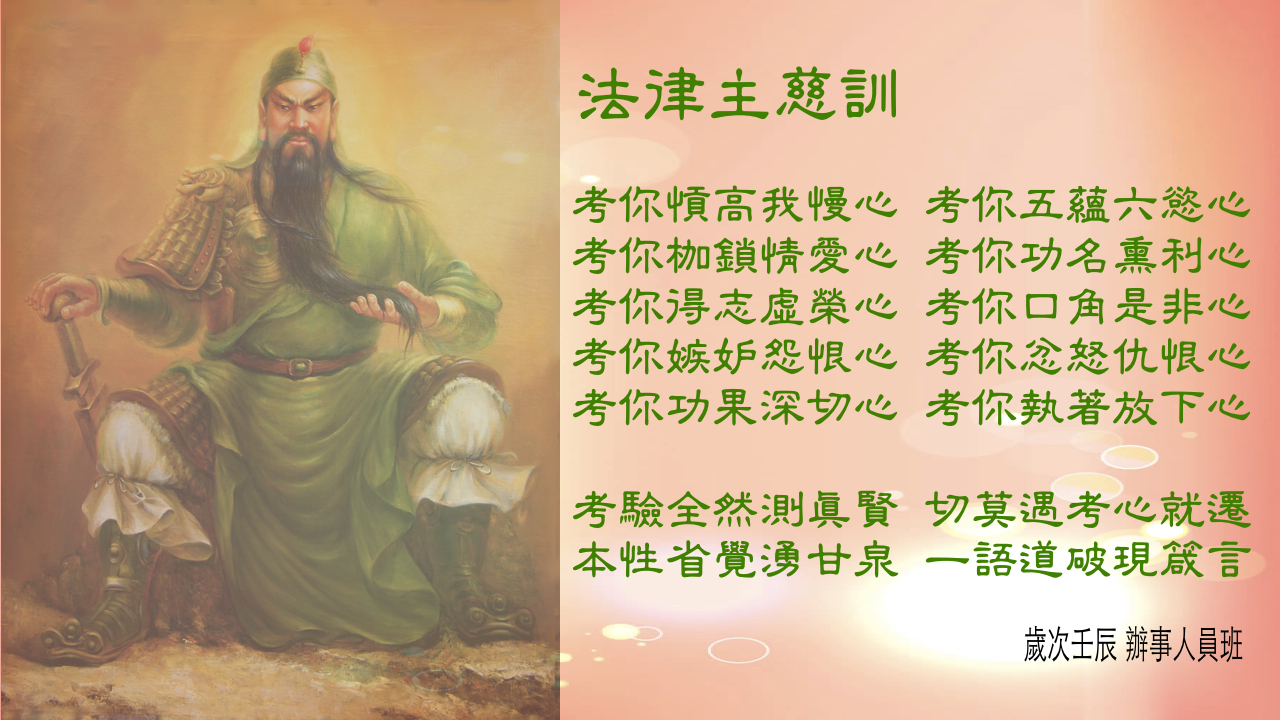 法律主慈訓
考你慣高我慢心 考你五蘊六慾心
考你枷鎖情愛心 考你功名熏利心
考你得志虛榮心 考你口角是非心
考你嫉妒怨恨心 考你忿怒仇恨心
考你功果深切心 考你執著放下心
考驗全然測真賢 切莫遇考心就遷
本性省覺湧甘泉 一語道破現箴言
歲次壬辰 辦事人員班